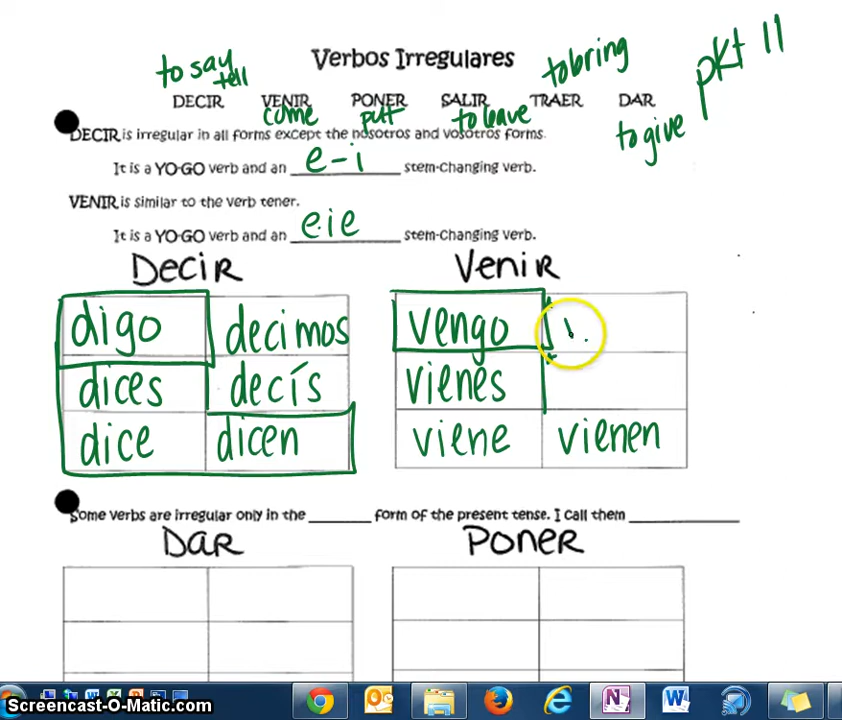 Verbos Irregulares
pkt 11
to say tell
to bring
DECIR VENIR PONER SALIR TRAER DAR
come put to leave to give
DECIR is irregular in all forms except the nosotros and vosotros forms.
It is a YO-GO verb and an e-i stem-changing verb.
VENIR is similar to the verb tener.
It is a YO-GO verb and an e·ie stem-changing verb.
Decir Venir
digo decimos vengo
dices decís vienes
dice dicen viene vienen
Some verbs are irregular only in the ______ form of the present tense. I call them ______________
Dar Poner
Screencast-O-Matic.com